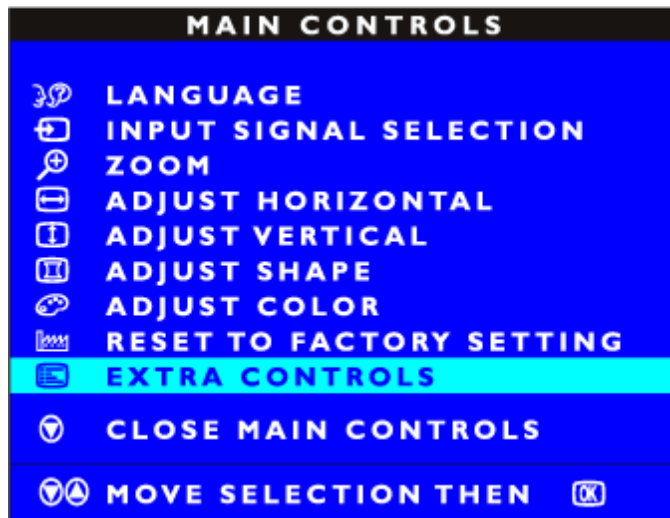 MAIN CONTROLS
LANGUAGE
INPUT SIGNAL SELECTION
ZOOM
ADJUST HORIZONTAL
ADJUST VERTICAL
ADJUST SHAPE
ADJUST COLOR
RESET TO FACTORY SETTING
EXTRA CONTROLS
CLOSE MAIN CONTROLS
MOVE SELECTION THEN OK